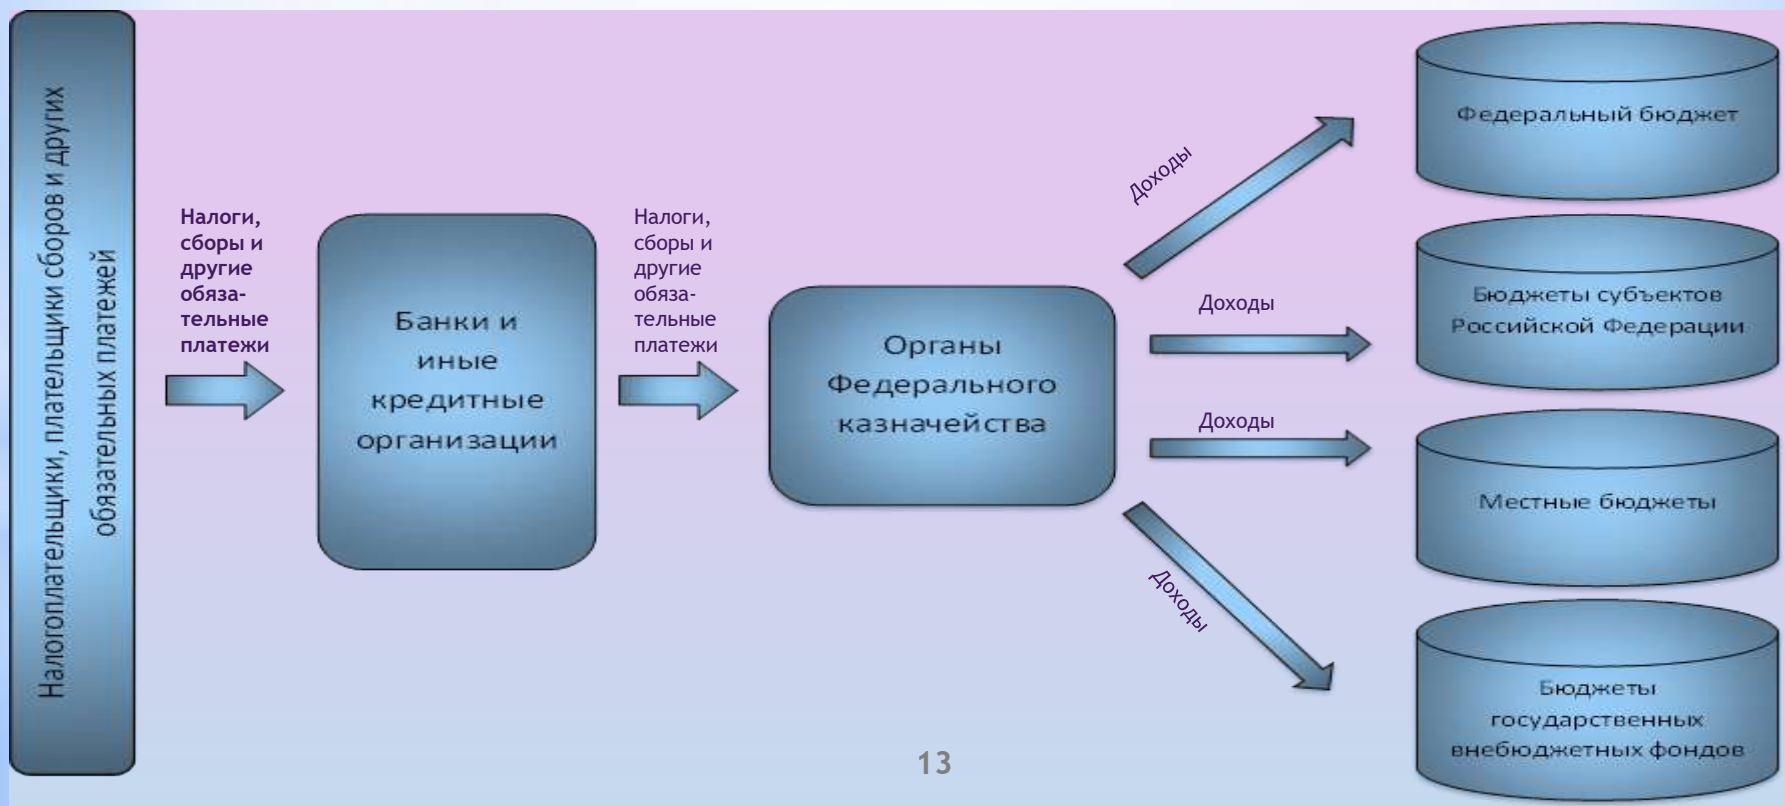 Налогоплательщики, плательщики сборов и других
обязательных платежей
Налоги,
сборы и
другие
обяза-
тельные
платежи
Банки и
иные
кредитные
организации
Налоги,
сборы и
другие
обяза-
тельные
платежи
Органы
Федерального
казначейства
Доходы
Доходы
Доходы
Доходы
Федеральный бюджет
Бюджеты субъектов
Российской Федерации
Местные бюджеты
Бюджеты
государственных
внебюджетных фондов
13